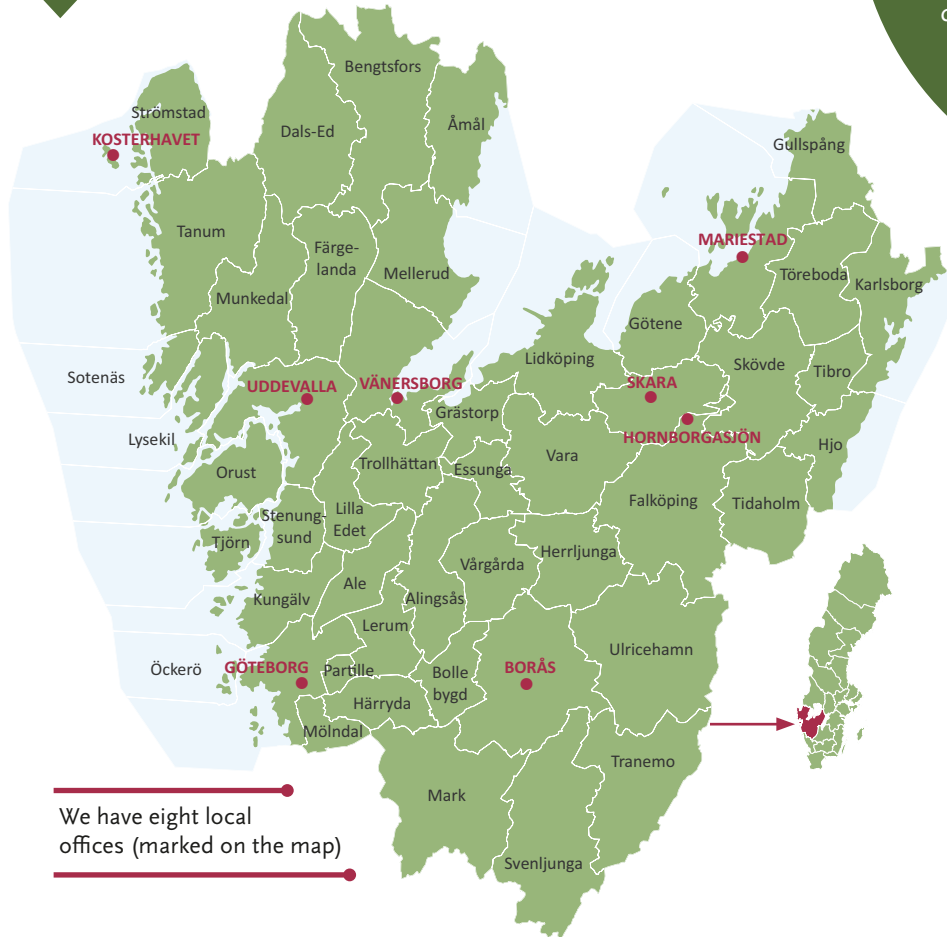 Bengtsfors
Strömstad
Åmål
Dals-Ed
KOSTERHAVET
Gullspång
Tanum
MARIESTAD
Färge-
landa
Mellerud
Töreboda
Karlsborg
Munkedal
Götene
Lidköping
Skövde
Sotenäs
Tibro
UDDEVALLA
VÄNERSBORG
SKARA
Grästorp
Lysekil
HORNBORGASJÖN
Hjo
Vara
Trollhättan
Essunga
Orust
Falköping
Tidaholm
Lilla
Edet
Stenung-
sund
Tjörn
Herrljunga
Vårgårda
Ale
Kungälv
Alingsås
Lerum
Ulricehamn
Öckerö
GÖTEBORG
Partille
Bolle
bygd
BORÅS
Härryda
Mölndal
Tranemo
Mark
We have eight local
offices (marked on the map)
Svenljunga